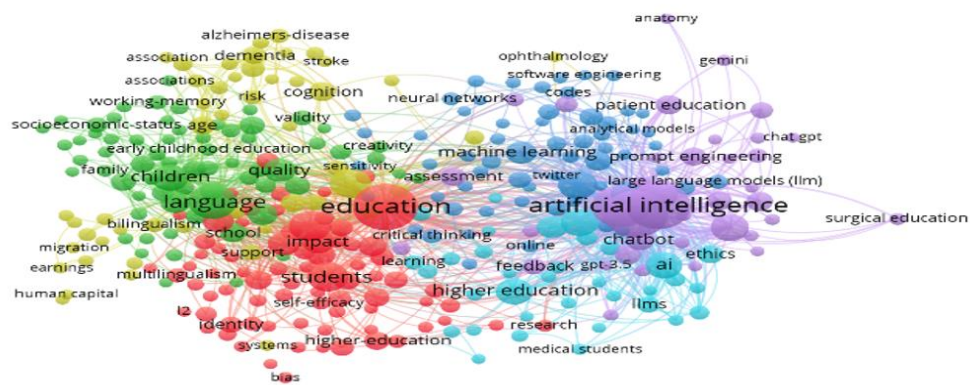 anatomy
alzheimers-disease
association dementia stroke
ophthalmology
gemini
software engineering
associations
cognition
codes
working-memory risk
neural networks
patient education
socioeconomic-status age
validity
analytical models
chat gpt
early childhood education
creativity
machine learning
prompt engineering
family children quality
sensitivity
assessment
twitter
large language models (llm)
language
education
artificial intelligence
surgical education
bilingualism
school
impact
critical thinking
online
chatbot
migration
support
ethics
earnings
multilingualism
students
learning
feedback
gpt-3.5
ai
human capital
self-efficacy
higher education
llms
l2
identity
research
systems
higher-education
medical students
bias